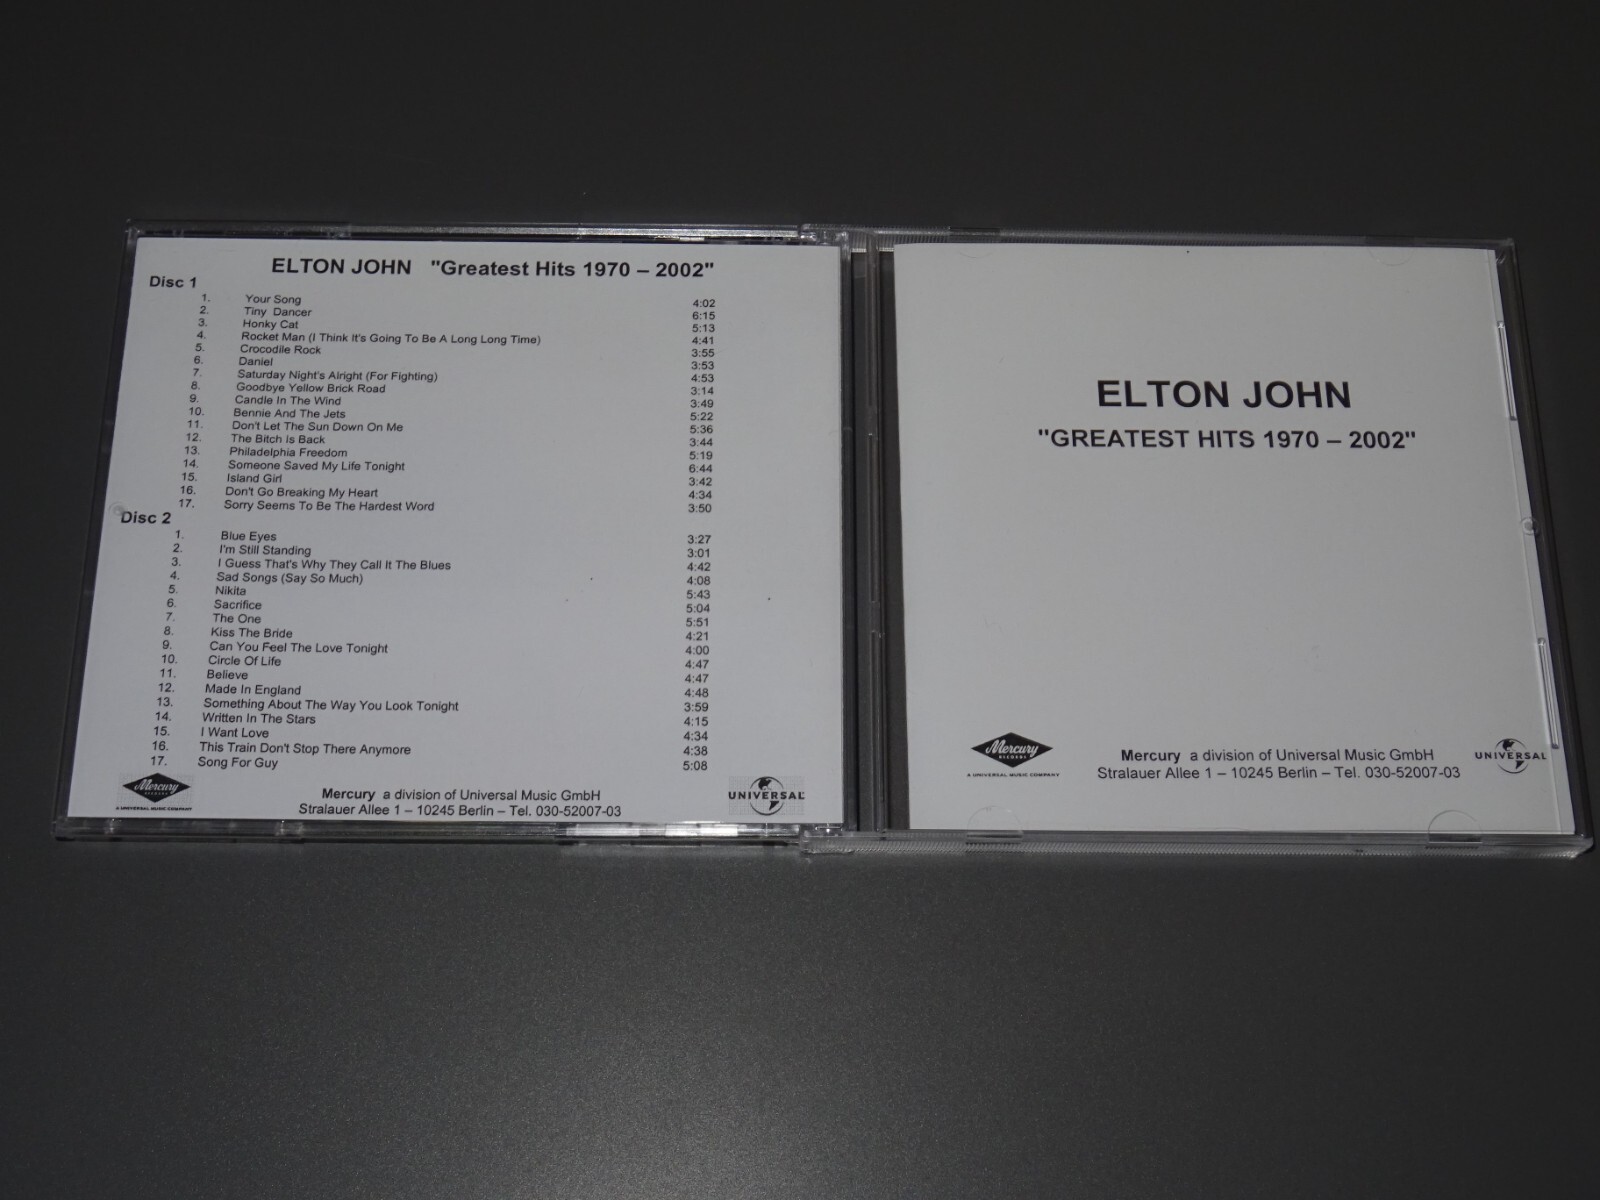 ELTON JOHN "Greatest Hits 1970 – 2002"
Disc 1
1. Your Song 4:02
2. Tiny Dancer 6:15
3. Honky Cat 5:13
4. Rocket Man (I Think It's Going To Be A Long Long Time) 4:41
5. Crocodile Rock 3:55
6. Daniel 3:53
7. Saturday Night's Alright (For Fighting) 4:53
8. Goodbye Yellow Brick Road 3:14
9. Candle In The Wind 3:49
10. Bennie And The Jets 5:22
11. Don't Let The Sun Down On Me 5:36
12. The Bitch Is Back 3:44
13. Philadelphia Freedom 5:19
14. Someone Saved My Life Tonight 6:44
15. Island Girl 3:42
16. Don't Go Breaking My Heart 4:34
17. Sorry Seems To Be The Hardest Word 3:50
Disc 2
1. Blue Eyes 3:27
2. I'm Still Standing 3:01
3. I Guess That's Why They Call It The Blues 4:42
4. Sad Songs (Say So Much) 4:08
5. Nikita 5:43
6. Sacrifice 5:04
7. The One 5:51
8. Kiss The Bride 4:21
9. Can You Feel The Love Tonight 4:00
10. Circle Of Life 4:47
11. Believe 4:47
12. Made In England 4:48
13. Something About The Way You Look Tonight 3:59
14. Written In The Stars 4:15
15. I Want Love 4:34
16. This Train Don't Stop There Anymore 4:38
17. Song For Guy 5:08
Mercury
RECORDS
A UNIVERSAL MUSIC COMPANY
Mercury a division of Universal Music GmbH
Stralauer Allee 1 – 10245 Berlin – Tel. 030-52007-03
UNIVERSAL
ELTON JOHN
"GREATEST HITS 1970 – 2002"
Mercury
RECORDS
A UNIVERSAL MUSIC COMPANY
Mercury a division of Universal Music GmbH
Stralauer Allee 1 – 10245 Berlin – Tel. 030-52007-03
UNIVERSAL